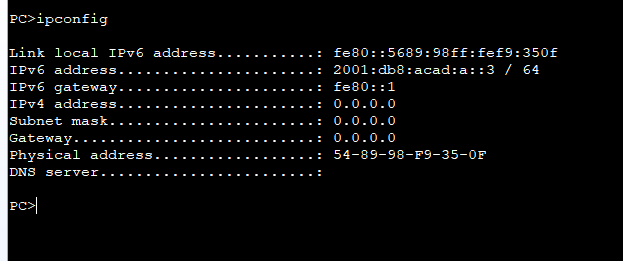 PC>ipconfig
Link local IPv6 address...........: fe80::5689:98ff:fef9:350f
IPv6 address......................: 2001:db8:acad:a::3 / 64
IPv6 gateway......................: fe80::1
IPv4 address......................: 0.0.0.0
Subnet mask.......................: 0.0.0.0
Gateway...........................: 0.0.0.0
Physical address..................: 54-89-98-F9-35-0F
DNS server........................:
PC>